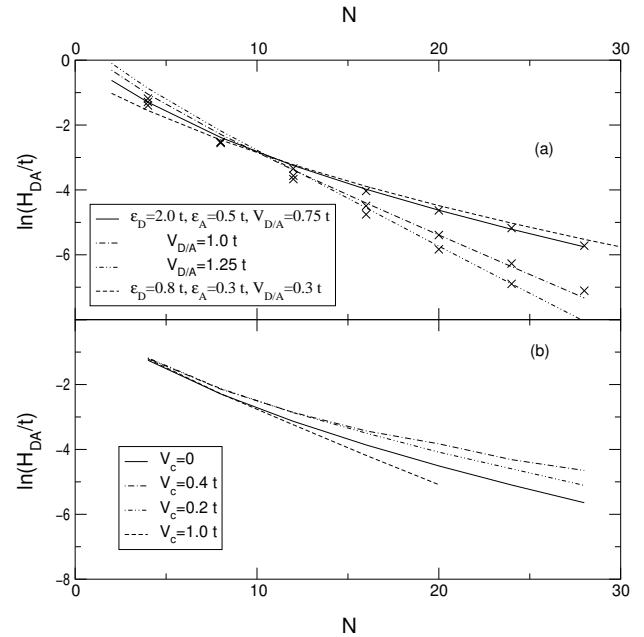 N
0 10 20 30
0
-2
-4
-6
ln(H_DA/t)
(a)
ε_D=2.0 t, ε_A=0.5 t, V_D/A=0.75 t
V_D/A=1.0 t
V_D/A=1.25 t
ε_D=0.8 t, ε_A=0.3 t, V_D/A=0.3 t
(b)
-2
-4
-6
-8
ln(H_DA/t)
V_c=0
V_c=0.4 t
V_c=0.2 t
V_c=1.0 t
0 10 20 30
N